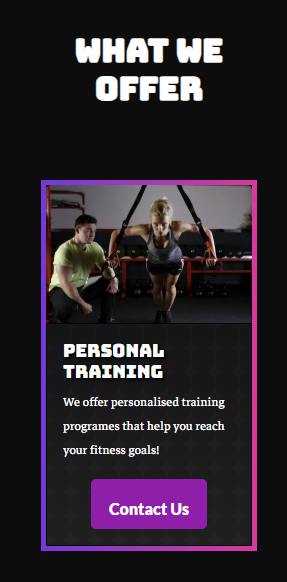 WHAT WE
OFFER
PERSONAL
TRAINING
We offer personalised training
programes that help you reach
your fitness goals!
Contact Us